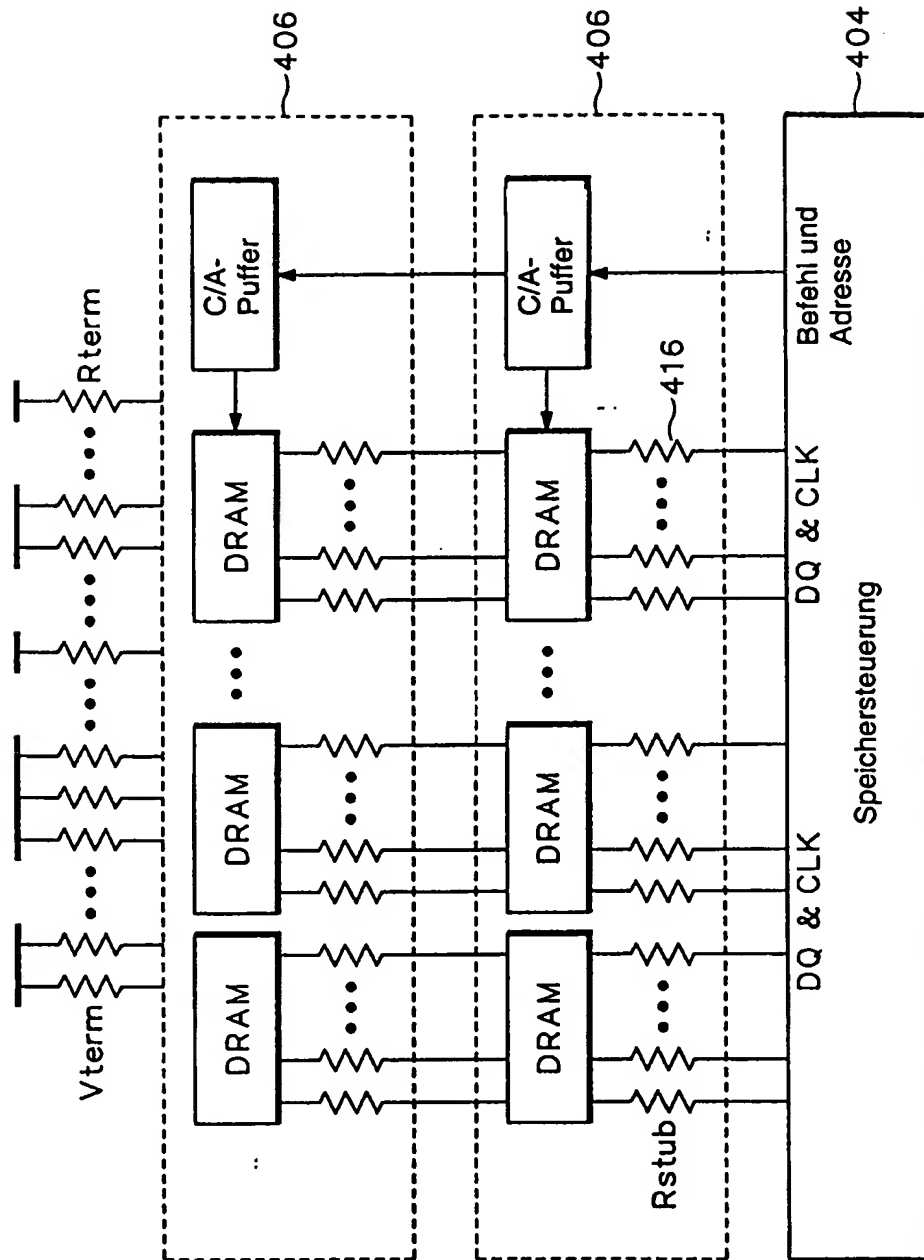 Vterm
Rterm
406
DRAM
DRAM
DRAM
C/A-
Puffer
406
DRAM
DRAM
DRAM
C/A-
Puffer
Rstub
416
404
DQ & CLK
DQ & CLK
Befehl und
Adresse
Speichersteuerung